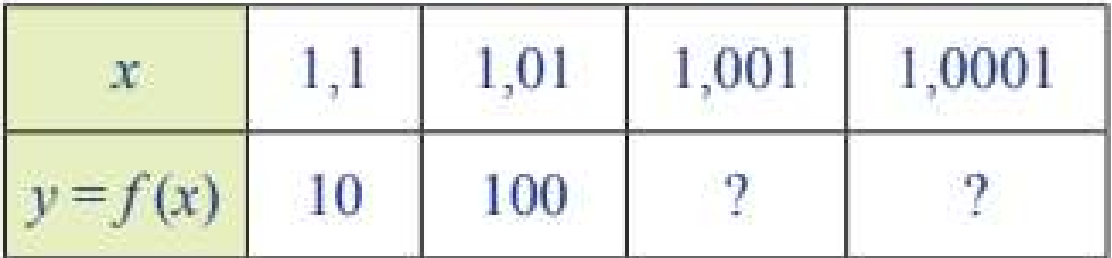 x 1,1 1,01 1,001 1,0001
y = f(x) 10 100 ? ?